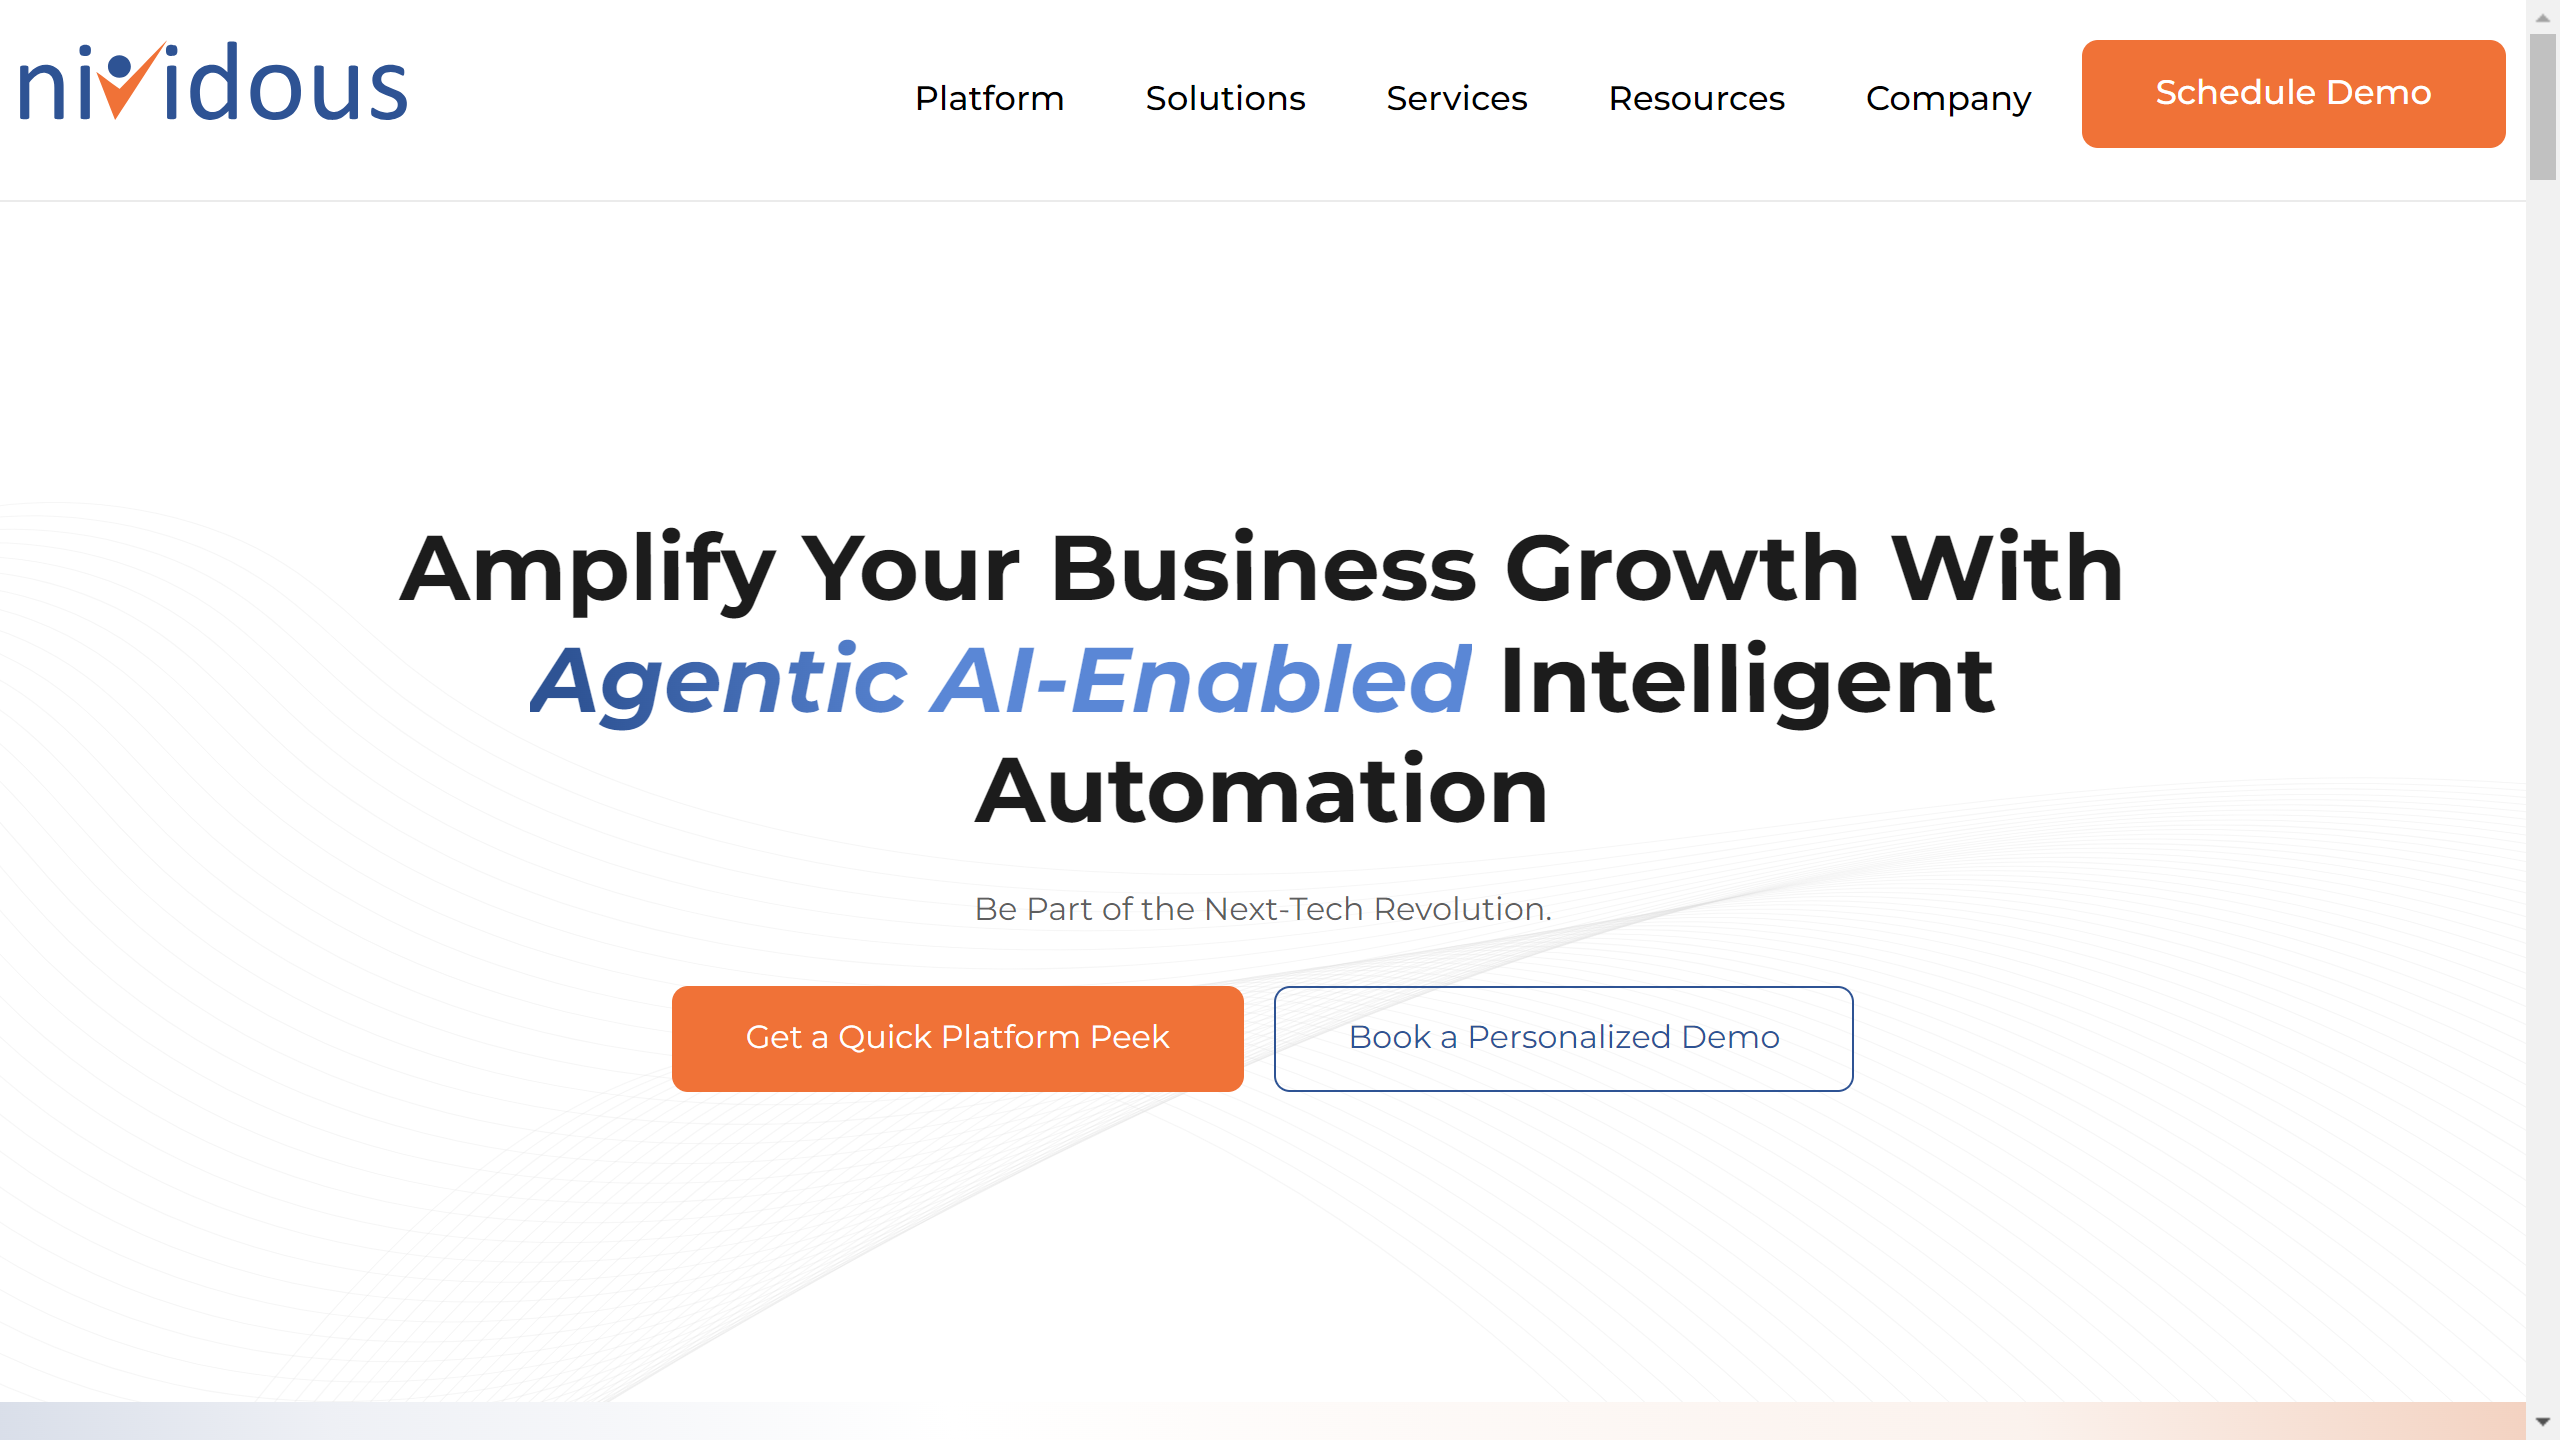 nividous
Platform
Solutions
Services
Resources
Company
Schedule Demo
Amplify Your Business Growth With
Agentic AI-Enabled Intelligent
Automation
Be Part of the Next-Tech Revolution.
Get a Quick Platform Peek
Book a Personalized Demo